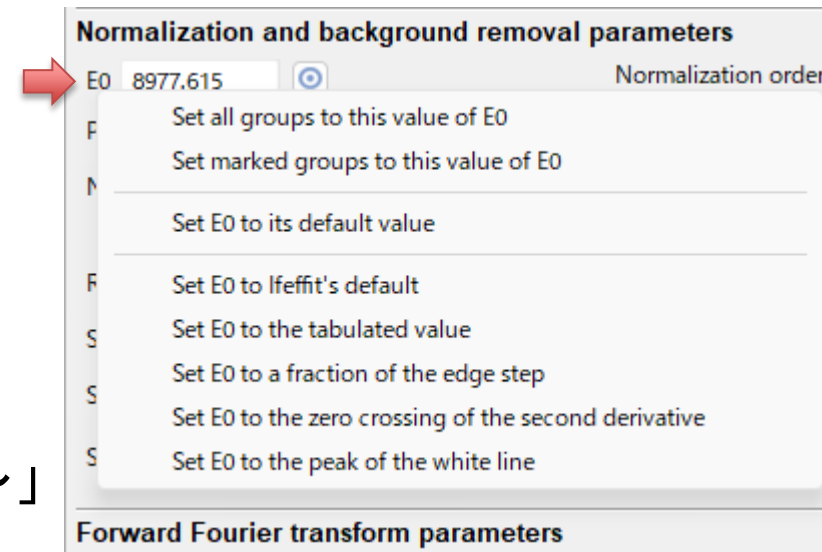 Normalization and background removal parameters
E0 8977.615 Normalization order
Set all groups to this value of E0
P
Set marked groups to this value of E0
N
Set E0 to its default value
R
Set E0 to Ifeffit's default
S
Set E0 to the tabulated value
S
Set E0 to a fraction of the edge step
Set E0 to the zero crossing of the second derivative
S
Set E0 to the peak of the white line
」
Forward Fourier transform parameters